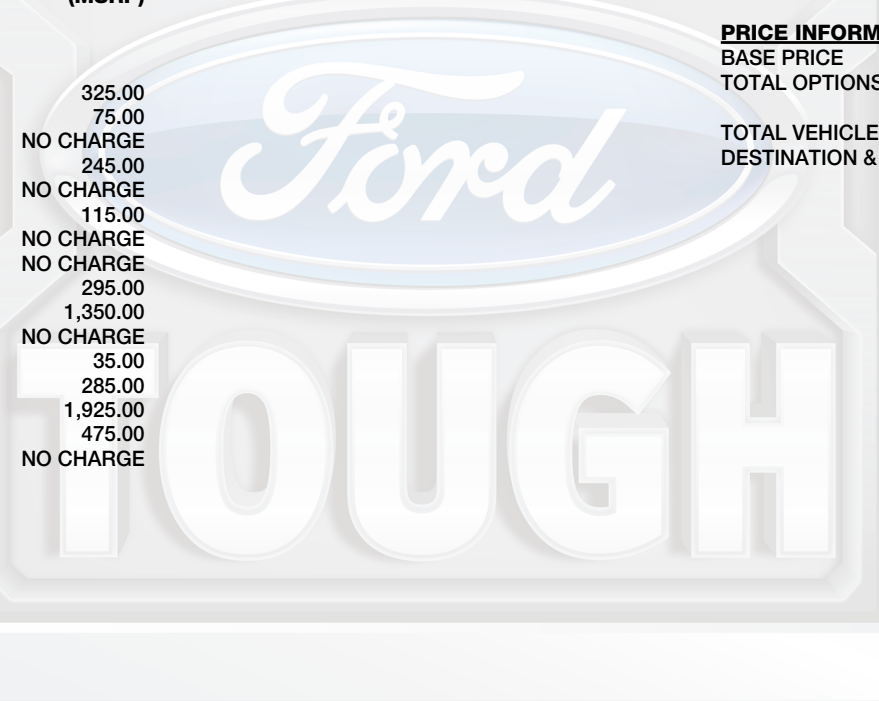 (MSRP)
325.00
75.00
NO CHARGE
245.00
NO CHARGE
115.00
NO CHARGE
NO CHARGE
295.00
1,350.00
NO CHARGE
35.00
285.00
1,925.00
475.00
NO CHARGE
PRICE INFORM
BASE PRICE
TOTAL OPTIONS
TOTAL VEHICLE
DESTINATION &
Ford
TOUGH